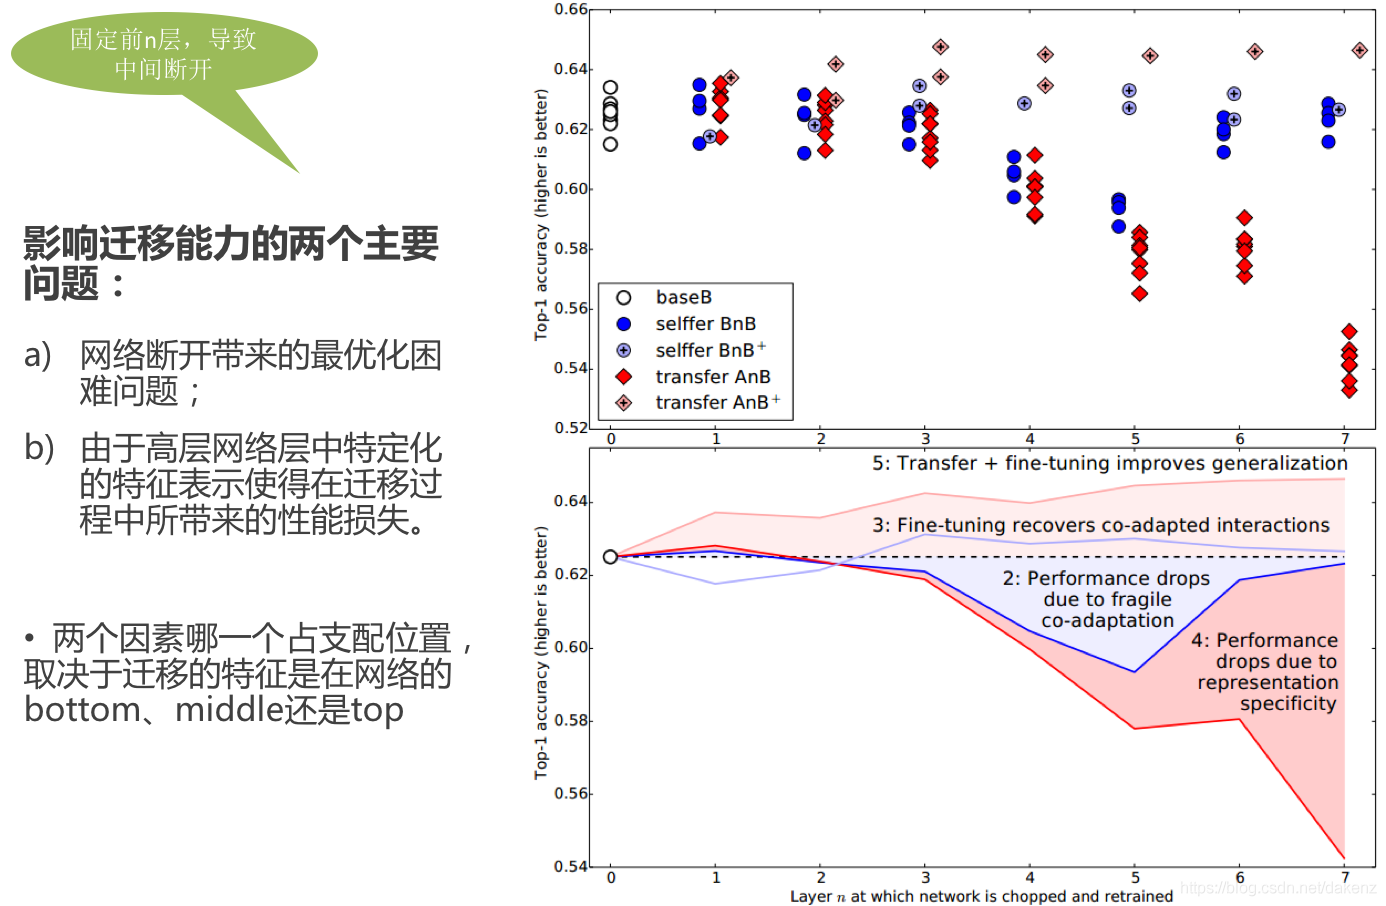 固定前n层，导致
中间断开
影响迁移能力的两个主要
问题：
a) 网络断开带来的最优化困
难问题；
b) 由于高层网络层中特定化
的特征表示使得在迁移过
程中所带来的性能损失。
• 两个因素哪一个占支配位置，
取决于迁移的特征是在网络的
bottom、middle还是top
0.66
0.64
0.62
0.60
0.58
0.56
0.54
0.52
Top-1 accuracy (higher is better)
baseB
selffer BnB
selffer BnB⁺
transfer AnB
transfer AnB⁺
0 1 2 3 4 5 6 7
5: Transfer + fine-tuning improves generalization
3: Fine-tuning recovers co-adapted interactions
2: Performance drops
due to fragile
co-adaptation
4: Performance
drops due to
representation
specificity
0.64
0.62
0.60
0.58
0.56
0.54
Top-1 accuracy (higher is better)
0 1 2 3 4 5 6 7
Layer n at which network is chopped and retrained
https://blog.csdn.net/dakenz